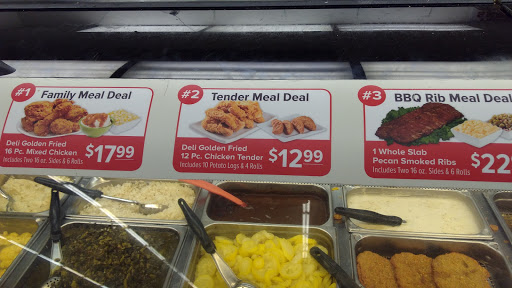 #1 Family Meal Deal
Deli Golden Fried
16 Pc. Mixed Chicken
Includes Two 16 oz. Sides & 6 Rolls
$17.99
#2 Tender Meal Deal
Deli Golden Fried
12 Pc. Chicken Tender
Includes 10 Potato Logs & 4 Rolls
$12.99
#3 BBQ Rib Meal Deal
1 Whole Slab
Pecan Smoked Ribs
Includes Two 16 oz. Sides & 6 Rolls
$22